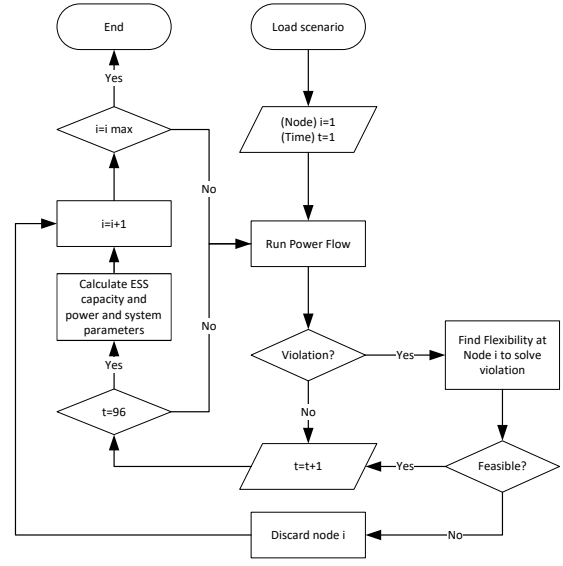 End
Load scenario
Yes
(Node) i=1
(Time) t=1
i=i max
No
i=i+1
Run Power Flow
Calculate ESS
capacity and
power and system
parameters
No
Violation?
Yes
Find Flexibility at
Node i to solve
violation
Yes
t=96
No
t=t+1
Yes
Feasible?
Discard node i
No